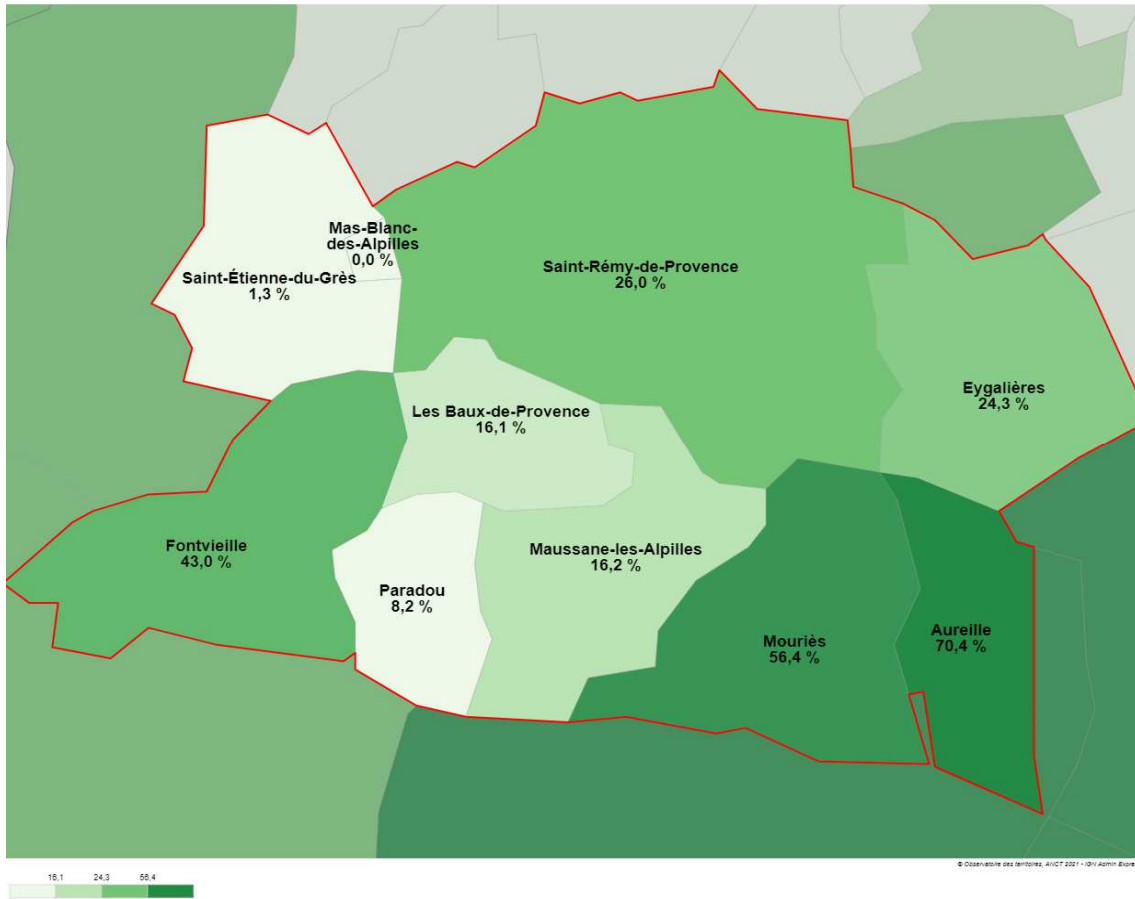 Mas-Blanc-
des-Alpilles
0,0 %
Saint-Étienne-du-Grès
1,3 %
Saint-Rémy-de-Provence
26,0 %
Eygalières
24,3 %
Les Baux-de-Provence
16,1 %
Fontvieille
43,0 %
Maussane-les-Alpilles
16,2 %
Paradou
8,2 %
Mouriès
56,4 %
Aureille
70,4 %
© Observatoire des territoires, ANCT 2021 - IGN Admin Expre
16,1 24,3 56,4